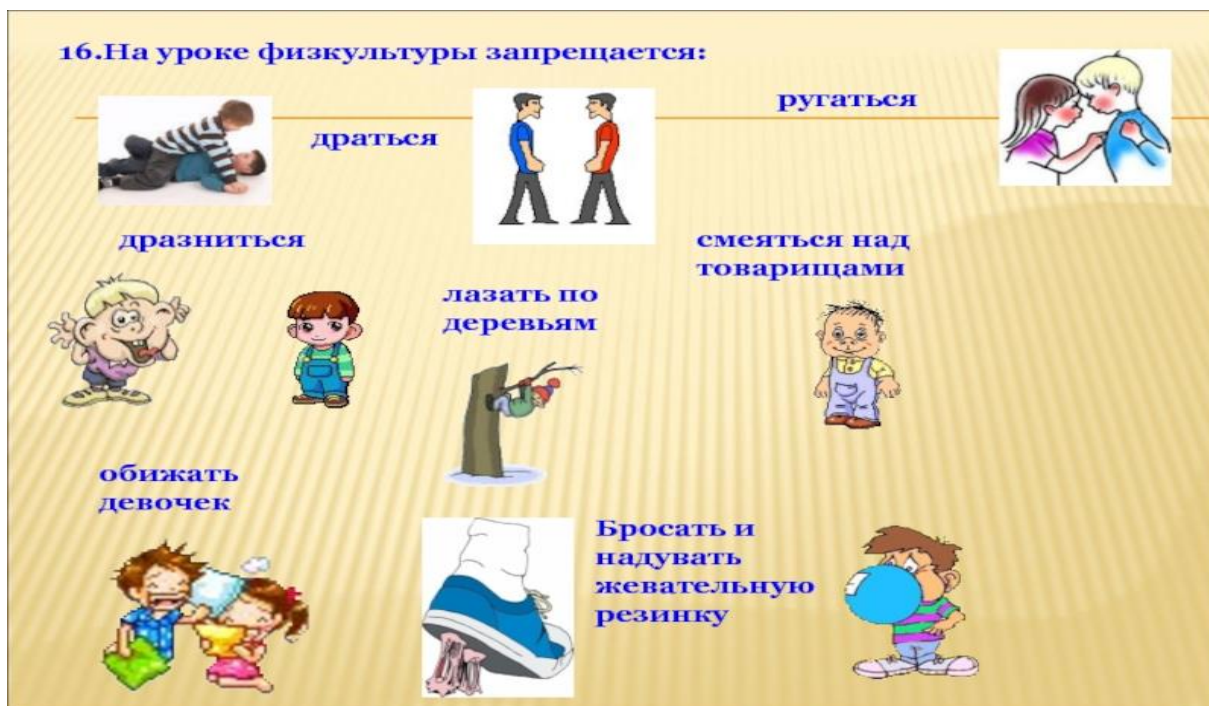 16.На уроке физкультуры запрещается:
ругаться
драться
дразниться
смеяться над
товарищами
лазать по
деревьям
обижать
девочек
Бросать и
надувать
жевательную
резинку